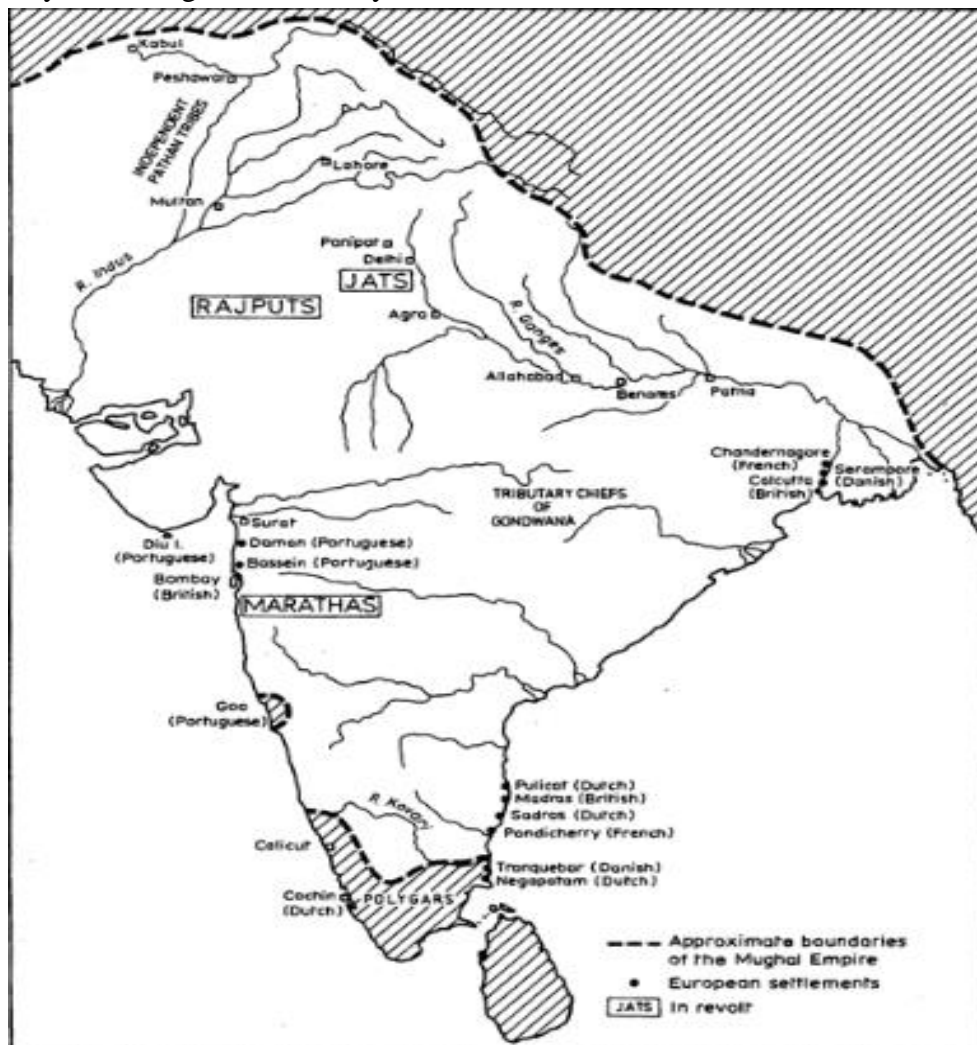 Kabul
Peshawar
INDEPENDENT
PATHAN TRIBES
Lahore
Multan
R. Indus
Panipat
Delhi
JATS
RAJPUTS
Agra
R. Ganges
Allahabad
Benares
Patna
Chandernagore
(French)
Calcutta
(British)
Serampore
(Danish)
TRIBUTARY CHIEFS
OF
GONDWANA
Surat
Diu I.
(Portuguese)
Daman (Portuguese)
Bassein (Portuguese)
Bombay
(British)
MARATHAS
Goa
(Portuguese)
Pulicat (Dutch)
Madras (British)
Sadras (Dutch)
Pondicherry (French)
R. Kavari
Calicut
Tranquebar (Danish)
Negapatam (Dutch)
Cochin
(Dutch)
POLYGARS
Approximate boundaries
of the Mughal Empire
European settlements
JATS In revolt